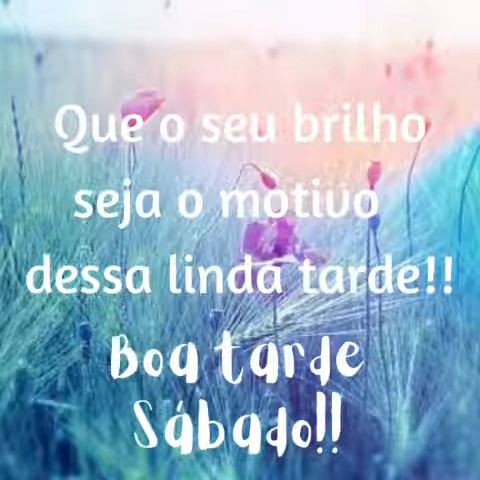 Que o seu brilho
seja o motivo
dessa linda tarde!!
Boa tarde
Sábado!!